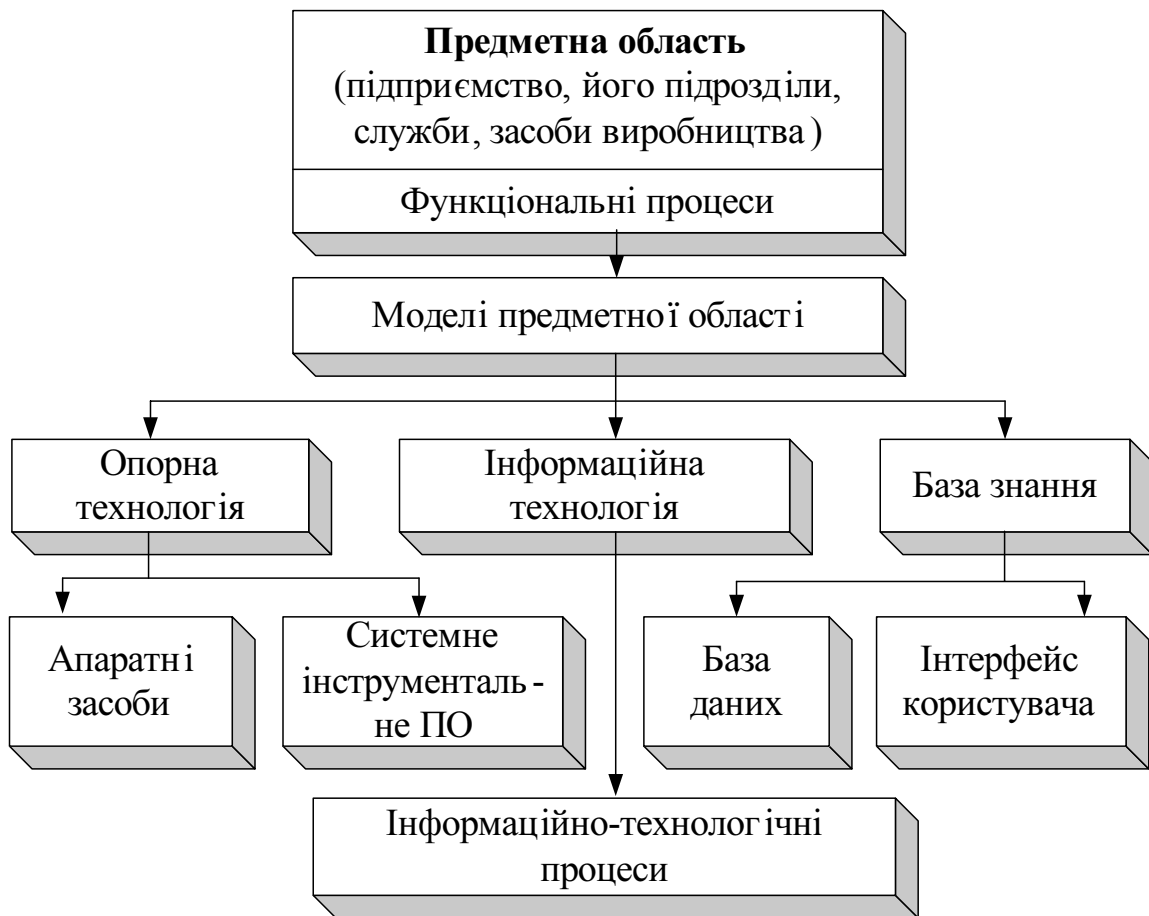 Предметна область
(підприємство, його підрозділи,
служби, засоби виробництва)
Функціональні процеси
Моделі предметної області
Опорна
технологія
Інформаційна
технологія
База знання
Апаратні
засоби
Системне
інструменталь-
не ПО
База
даних
Інтерфейс
користувача
Інформаційно-технологічні
процеси